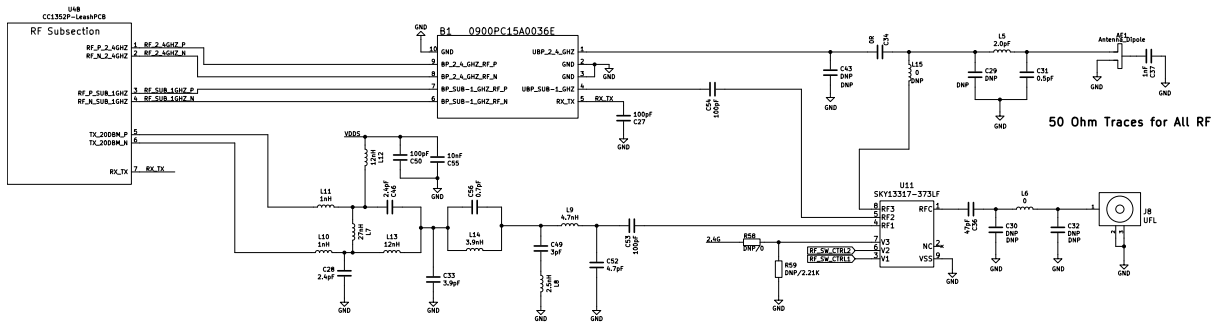 U4B
CC1352P-LeashPCB
RF Subsection
RF_P_2_4GHZ 1 RF_2_4GHZ_P
RF_N_2_4GHZ 2 RF_2_4GHZ_N
RF_P_SUB_1GHZ 3 RF_SUB_1GHZ_P
RF_N_SUB_1GHZ 4 RF_SUB_1GHZ_N
TX_20DBM_P 5
TX_20DBM_N 6
RX_TX 7 RX_TX
GND
B1 0900PC15A0036E
10 GND
9 BP_2_4_GHZ_RF_P
8 BP_2_4_GHZ_RF_N
7 BP_SUB-1_GHZ_RF_P
6 BP_SUB-1_GHZ_RF_N
UBP_2_4_GHZ 1
GND 2
GND 3
UBP_SUB-1_GHZ 4
RX_TX 5 RX_TX
GND
100pF
C27
GND
C54
100pF
C43
DNP
GND
0R
C34
L15
0
DNP
C29
DNP
DNP
L5
2.0pF
C31
0.5pF
GND
AE1
Antenna_Dipole
GND
1nF
C37
GND
50 Ohm Traces for All RF
VDDS
12nH
L12
100pF
C50
10nF
C55
GND
L11
1nH
2.4pF
C46
27nH
L7
L10
1nH
L13
12nH
C28
2.4pF
GND
C56
0.7pF
L14
3.9nH
C33
3.9pF
GND
L9
4.7nH
C49
3pF
2.5nH
L8
GND
C52
4.7pF
GND
C53
100pF
2.4G
R58
DNP/0
R59
DNP/2.21K
GND
RF_SW_CTRL2
RF_SW_CTRL1
U11
SKY13317-373LF
8 RF3
5 RF2
4 RF1
7 V3
6 V2
3 V1
RFC 1
NC 2
VSS 9
GND
47pF
C36
C30
DNP
DNP
GND
L6
0
C32
DNP
DNP
GND
1
2
3
J8
UFL
GND